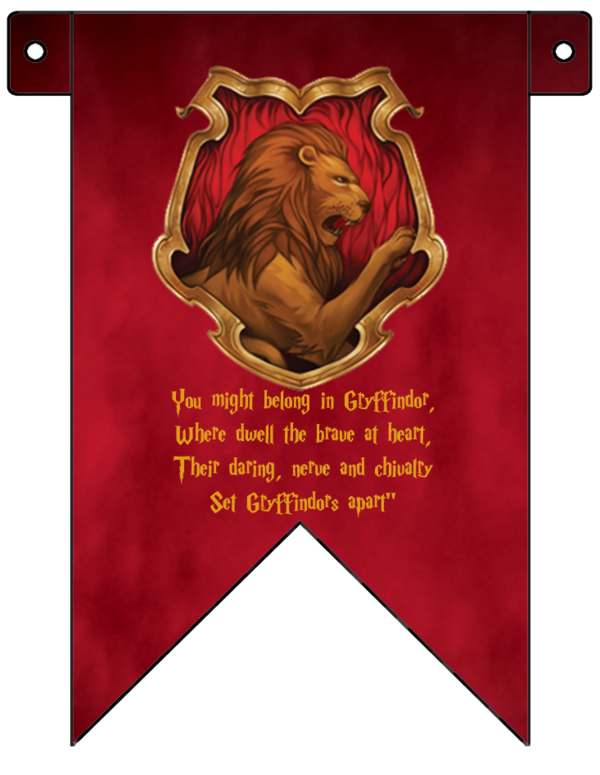 You might belong in Gryffindor,
Where dwell the brave at heart,
Their daring, nerve and chivalry
Set Gryffindors apart"